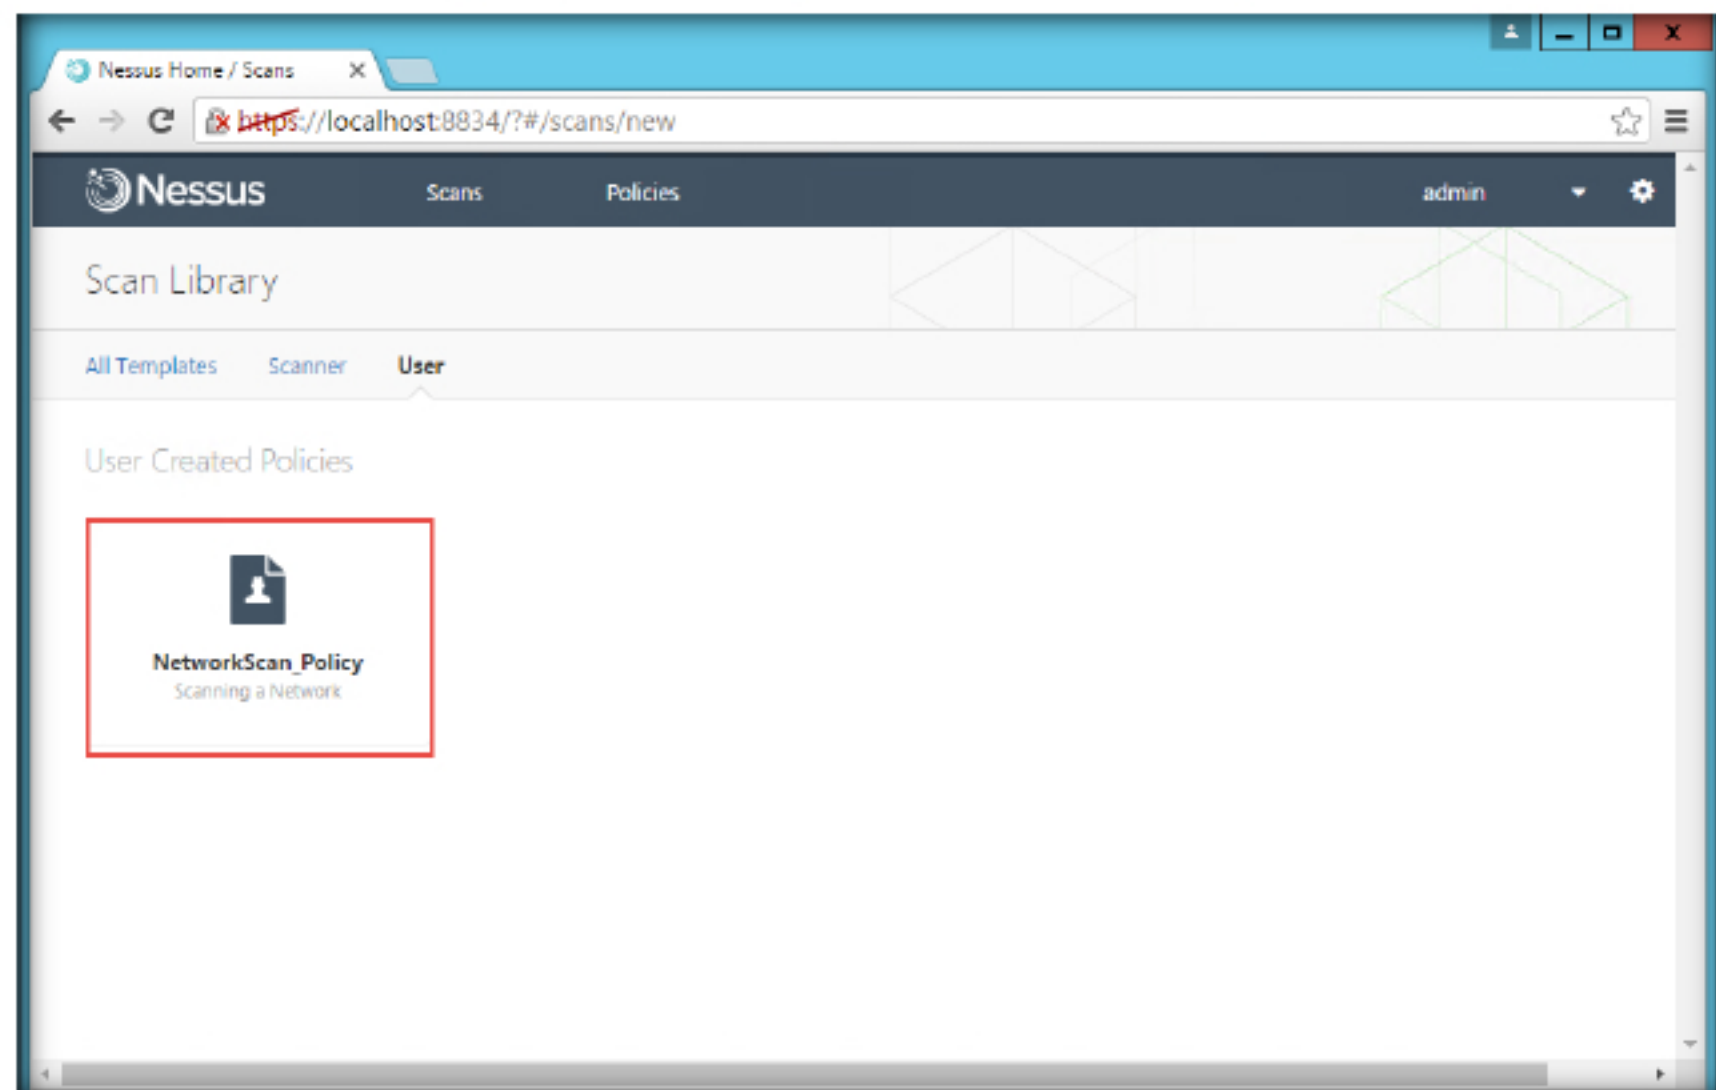 Nessus Home / Scans
https://localhost:8834/?#/scans/new
Nessus Scans Policies admin
Scan Library
All Templates Scanner User
User Created Policies
NetworkScan_Policy
Scanning a Network